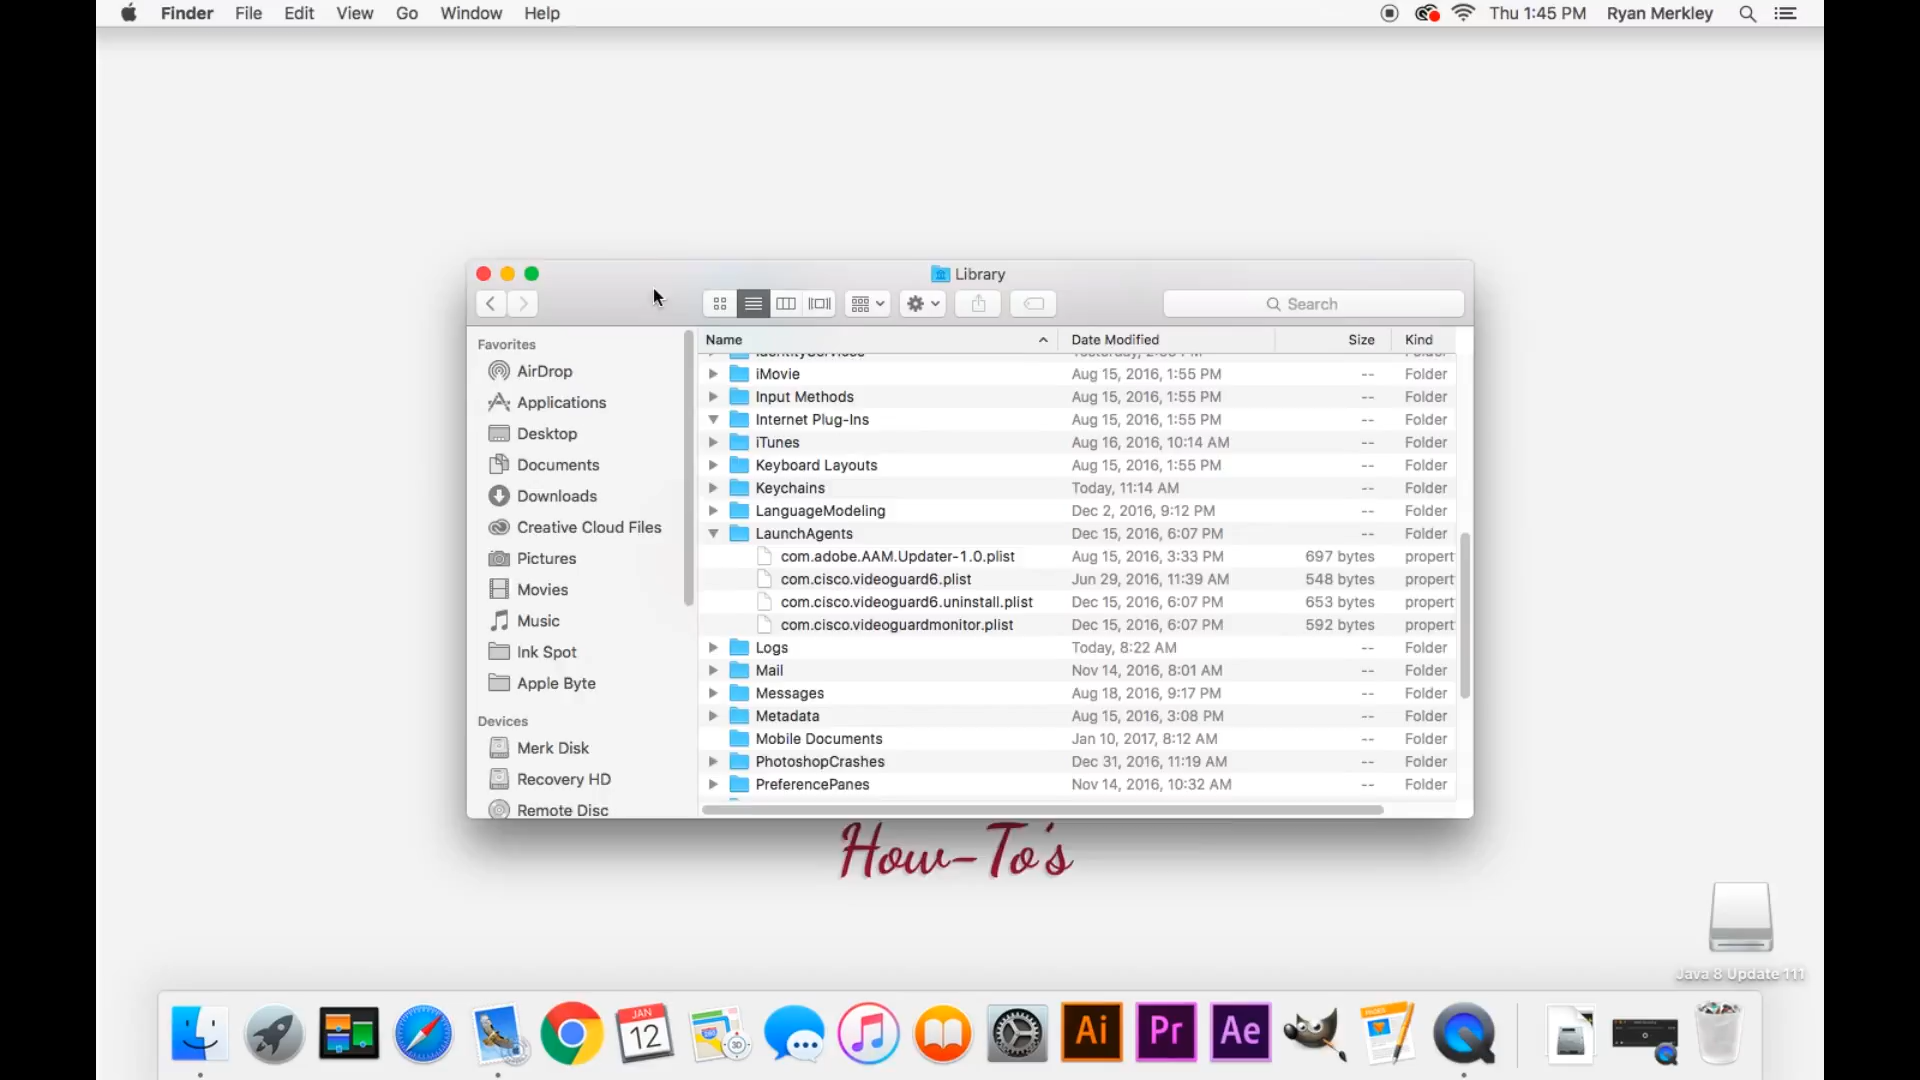 Finder File Edit View Go Window Help Thu 1:45 PM Ryan Merkley
Library
Search
Favorites
AirDrop
Applications
Desktop
Documents
Downloads
Creative Cloud Files
Pictures
Movies
Music
Ink Spot
Apple Byte
Devices
Merk Disk
Recovery HD
Remote Disc
Name Date Modified Size Kind
iMovie Aug 15, 2016, 1:55 PM -- Folder
Input Methods Aug 15, 2016, 1:55 PM -- Folder
Internet Plug-Ins Aug 15, 2016, 1:55 PM -- Folder
iTunes Aug 16, 2016, 10:14 AM -- Folder
Keyboard Layouts Aug 15, 2016, 1:55 PM -- Folder
Keychains Today, 11:14 AM -- Folder
LanguageModeling Dec 2, 2016, 9:12 PM -- Folder
LaunchAgents Dec 15, 2016, 6:07 PM -- Folder
com.adobe.AAM.Updater-1.0.plist Aug 15, 2016, 3:33 PM 697 bytes propert
com.cisco.videoguard6.plist Jun 29, 2016, 11:39 AM 548 bytes propert
com.cisco.videoguard6.uninstall.plist Dec 15, 2016, 6:07 PM 653 bytes propert
com.cisco.videoguardmonitor.plist Dec 15, 2016, 6:07 PM 592 bytes propert
Logs Today, 8:22 AM -- Folder
Mail Nov 14, 2016, 8:01 AM -- Folder
Messages Aug 18, 2016, 9:17 PM -- Folder
Metadata Aug 15, 2016, 3:08 PM -- Folder
Mobile Documents Jan 10, 2017, 8:12 AM -- Folder
PhotoshopCrashes Dec 31, 2016, 11:19 AM -- Folder
PreferencePanes Nov 14, 2016, 10:32 AM -- Folder
How-To's
Java 8 Update 111
JAN
12
3D
Ai
Pr
Ae
PAGES